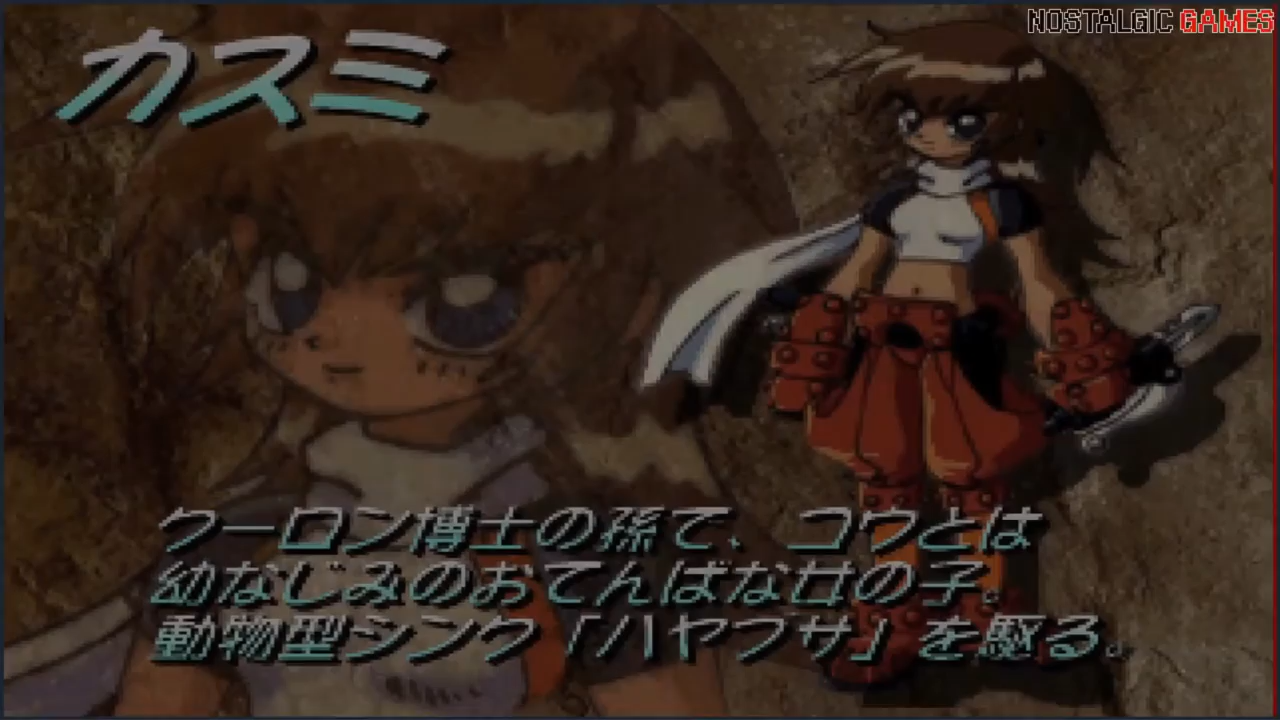 NOSTALGIC GAMES
カスミ
クーロン博士の孫で、コウとは
幼なじみのおてんばな女の子。
動物型シンク「ハヤブサ」を駆る。